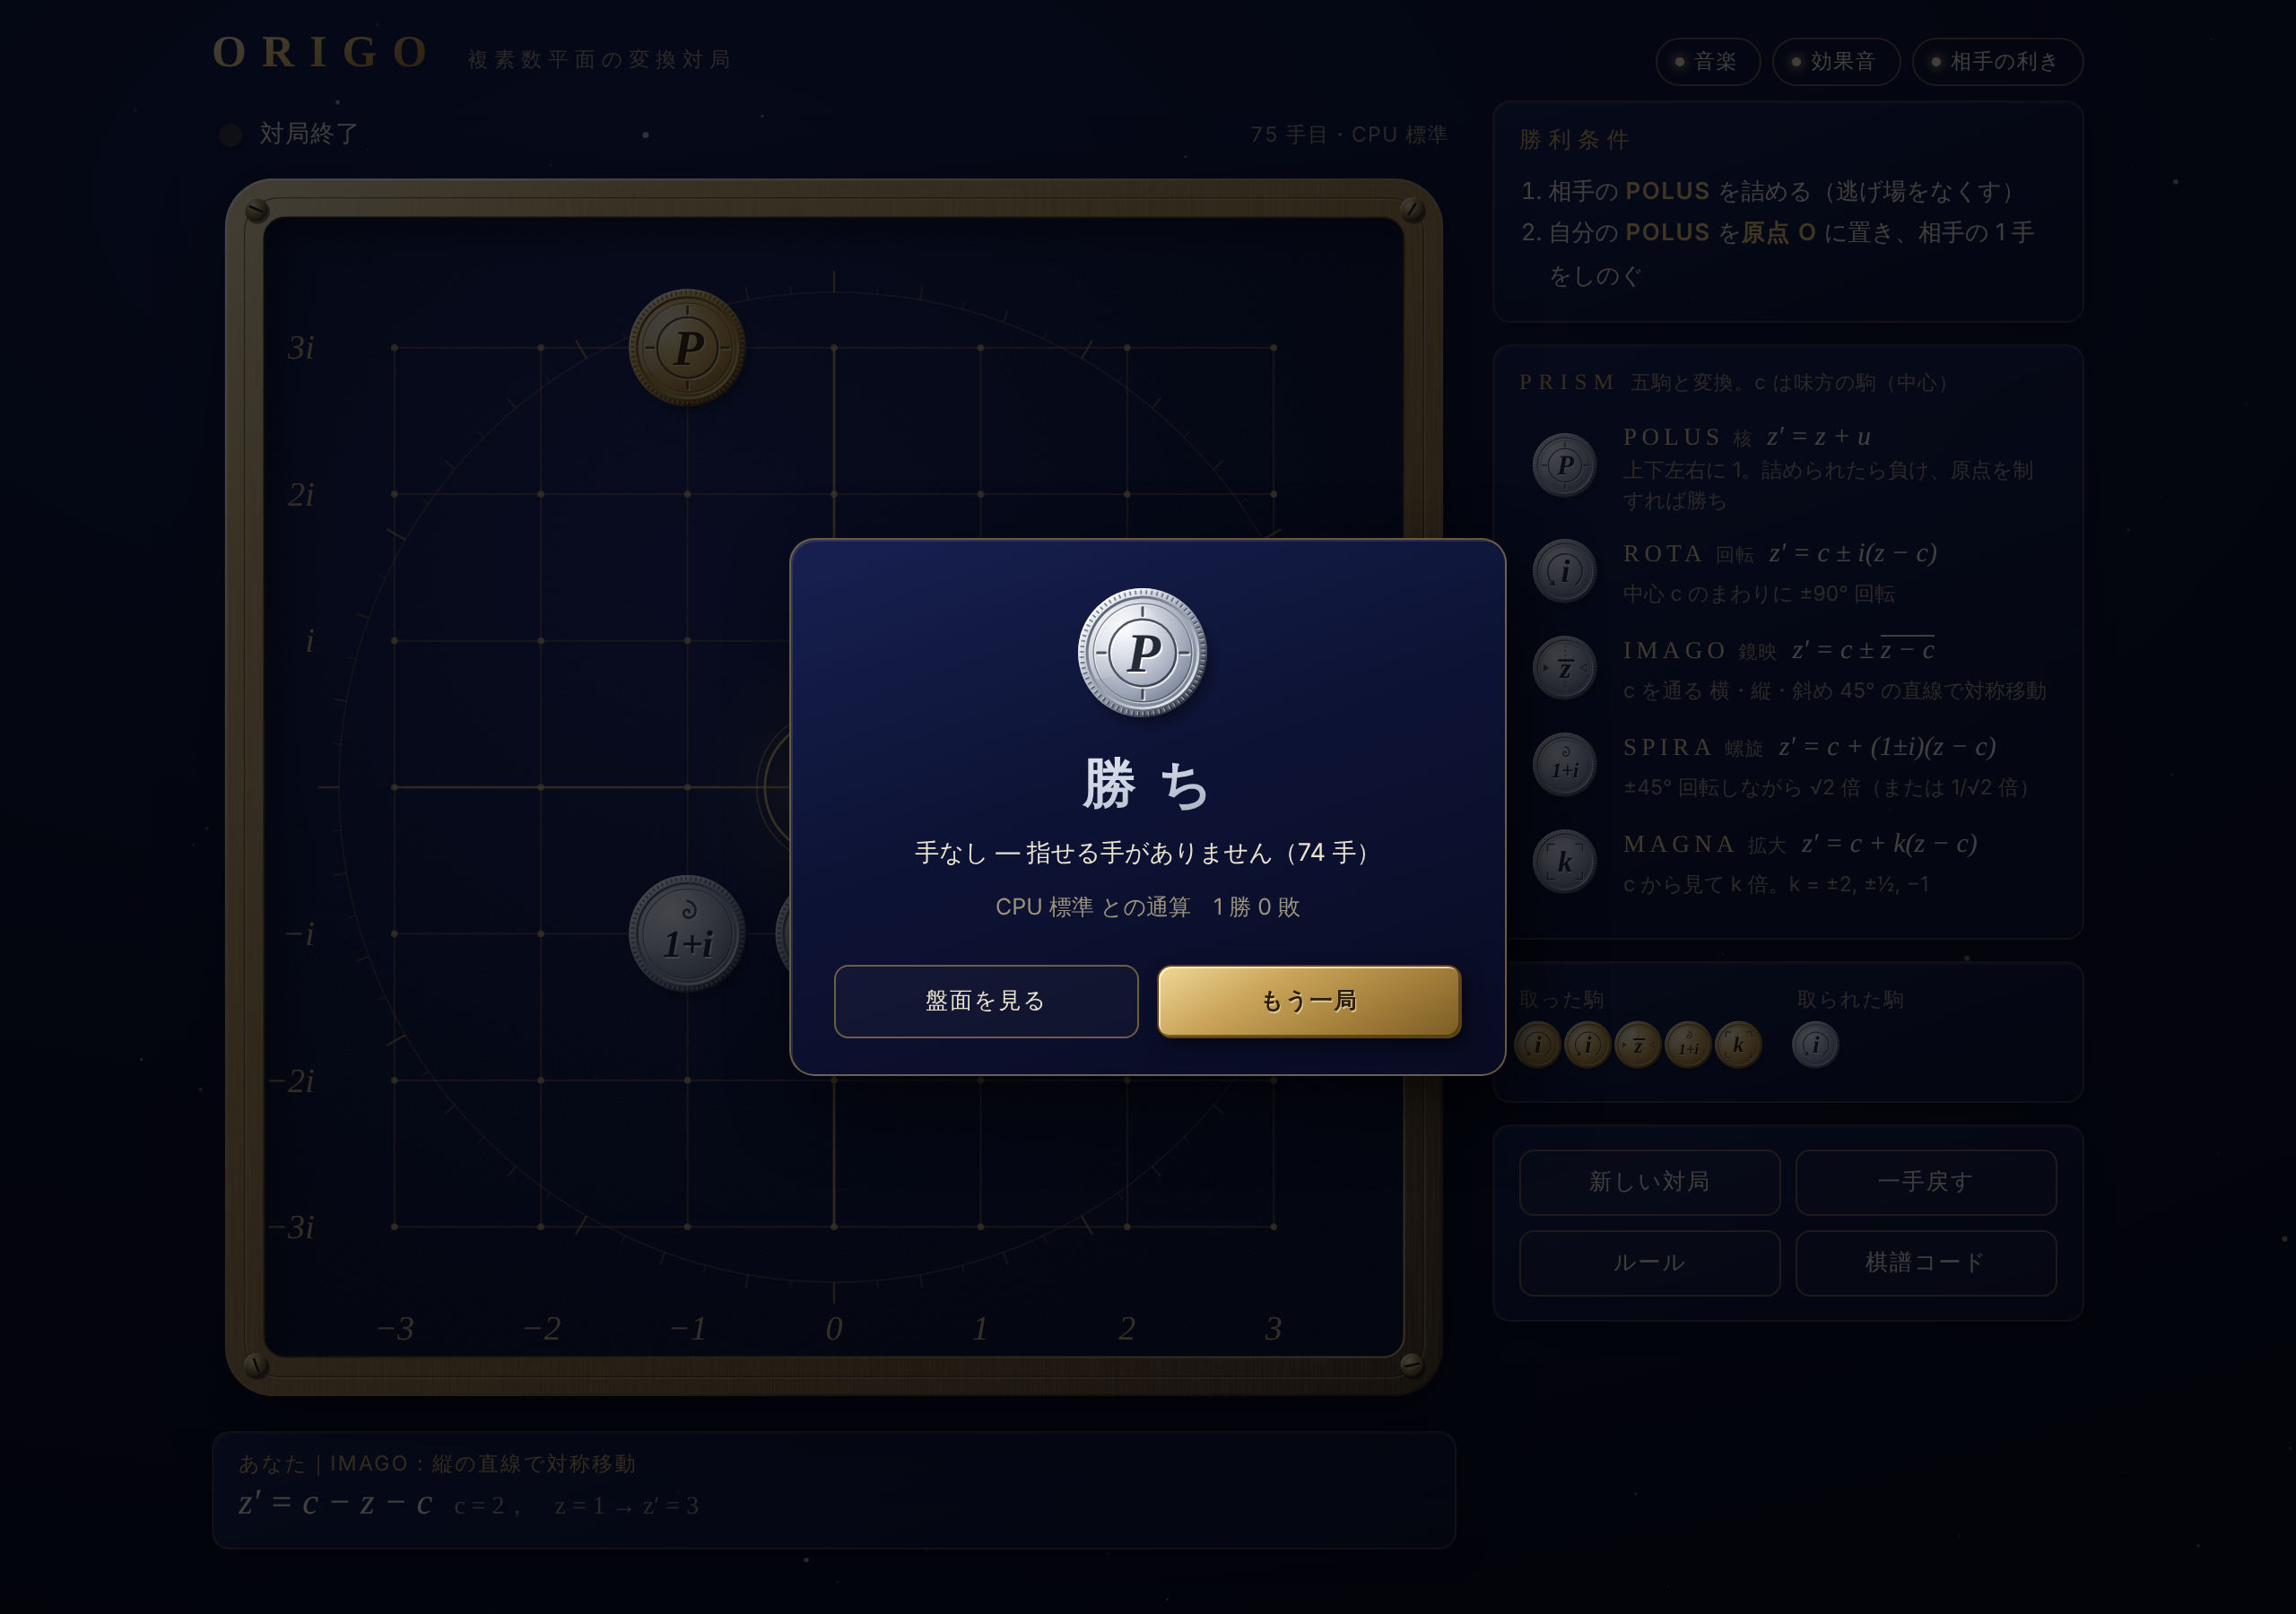 ORIGO 複素数平面の変換対局
音楽 効果音 相手の利き
対局終了 75 手目・CPU 標準
3i
2i
i
−i
−2i
−3i
−3 −2 −1 0 1 2 3
P
1+i
P
勝ち
手なし — 指せる手がありません（74 手）
CPU 標準 との通算 1 勝 0 敗
盤面を見る もう一局
勝利条件
1. 相手の POLUS を詰める（逃げ場をなくす）
2. 自分の POLUS を原点 O に置き、相手の 1 手
をしのぐ
PRISM 五駒と変換。c は味方の駒（中心）
P
POLUS 核 z′ = z + u
上下左右に 1。詰められたら負け、原点を制
すれば勝ち
i
ROTA 回転 z′ = c ± i(z − c)
中心 c のまわりに ±90° 回転
z̅
IMAGO 鏡映 z′ = c ± z̅ ̅−̅ ̅c̅
c を通る 横・縦・斜め 45° の直線で対称移動
1+i
SPIRA 螺旋 z′ = c + (1±i)(z − c)
±45° 回転しながら √2 倍（または 1/√2 倍）
k
MAGNA 拡大 z′ = c + k(z − c)
c から見て k 倍。k = ±2, ±½, −1
取った駒 取られた駒
i i z̅ 1+i k i
新しい対局 一手戻す
ルール 棋譜コード
あなた｜IMAGO：縦の直線で対称移動
z′ = c − z − c c = 2 , z = 1 → z′ = 3